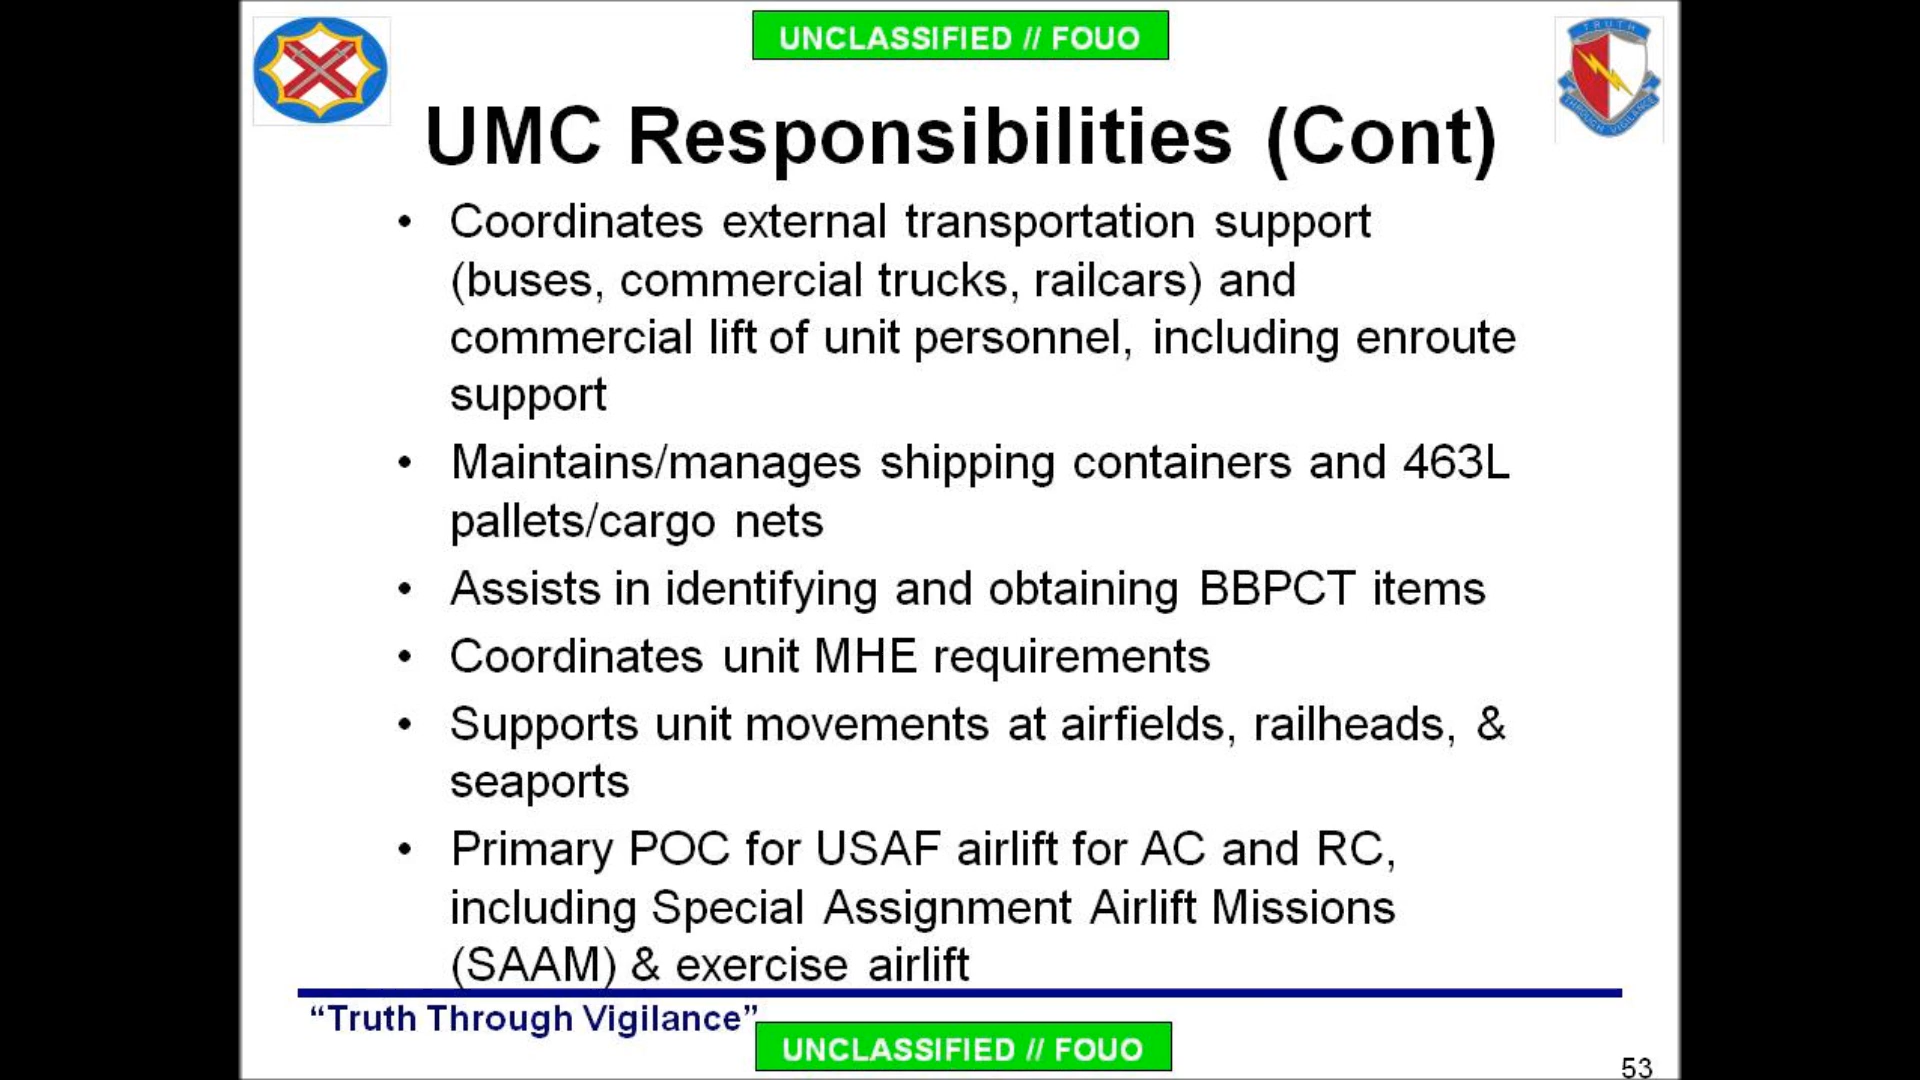 UNCLASSIFIED // FOUO
TRUTH
THROUGH VIGILANCE
UMC Responsibilities (Cont)
• Coordinates external transportation support
(buses, commercial trucks, railcars) and
commercial lift of unit personnel, including enroute
support
• Maintains/manages shipping containers and 463L
pallets/cargo nets
• Assists in identifying and obtaining BBPCT items
• Coordinates unit MHE requirements
• Supports unit movements at airfields, railheads, &
seaports
• Primary POC for USAF airlift for AC and RC,
including Special Assignment Airlift Missions
(SAAM) & exercise airlift
“Truth Through Vigilance”
UNCLASSIFIED // FOUO
53